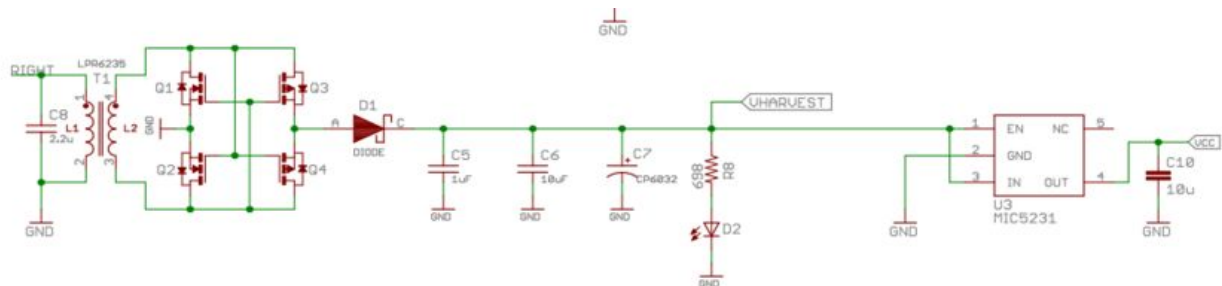 GND
RIGHT
LPR6235
T1
C8
2.2u
1
L1
2
4
L2
3
GND
GND
Q1
Q3
Q2
Q4
GND
D1
A
C
DIODE
C5
1uF
GND
C6
10uF
GND
C7
CP6032
GND
VHARVEST
R8
698
D2
GND
1
EN
NC
5
2
GND
3
IN
OUT
4
U3
MIC5231
GND
VCC
C10
10u
GND